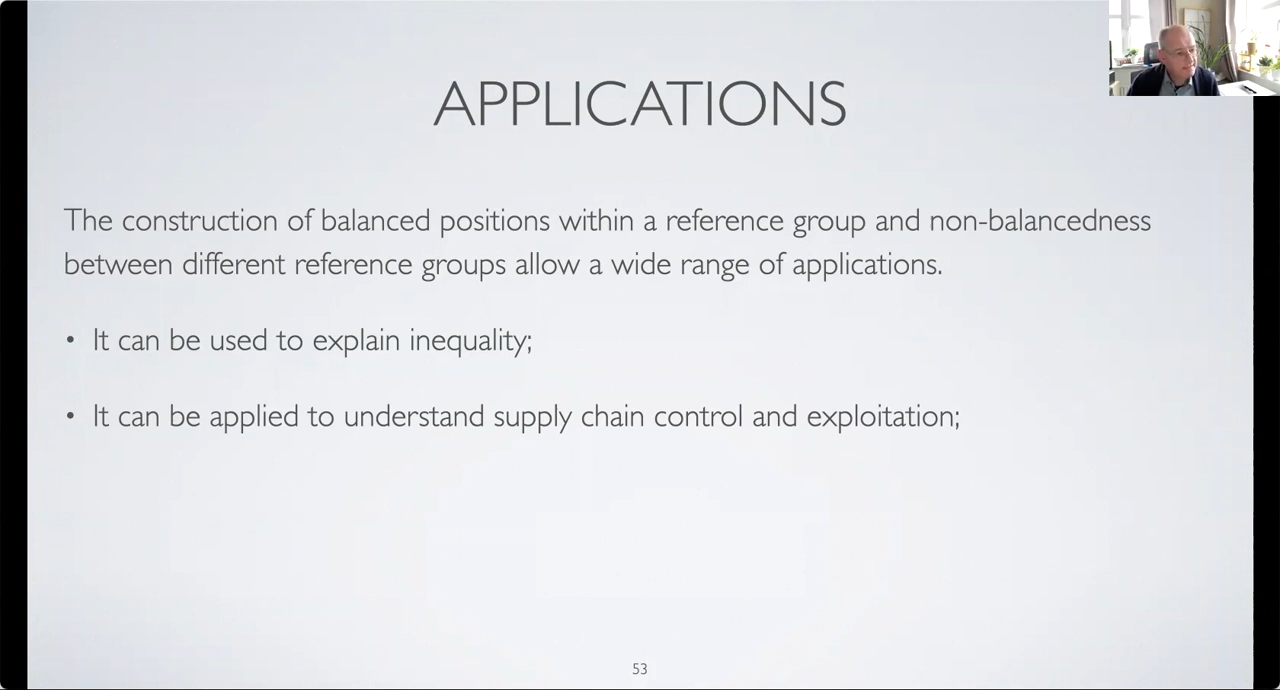 APPLICATIONS
The construction of balanced positions within a reference group and non-balancedness
between different reference groups allow a wide range of applications.
• It can be used to explain inequality;
• It can be applied to understand supply chain control and exploitation;
53